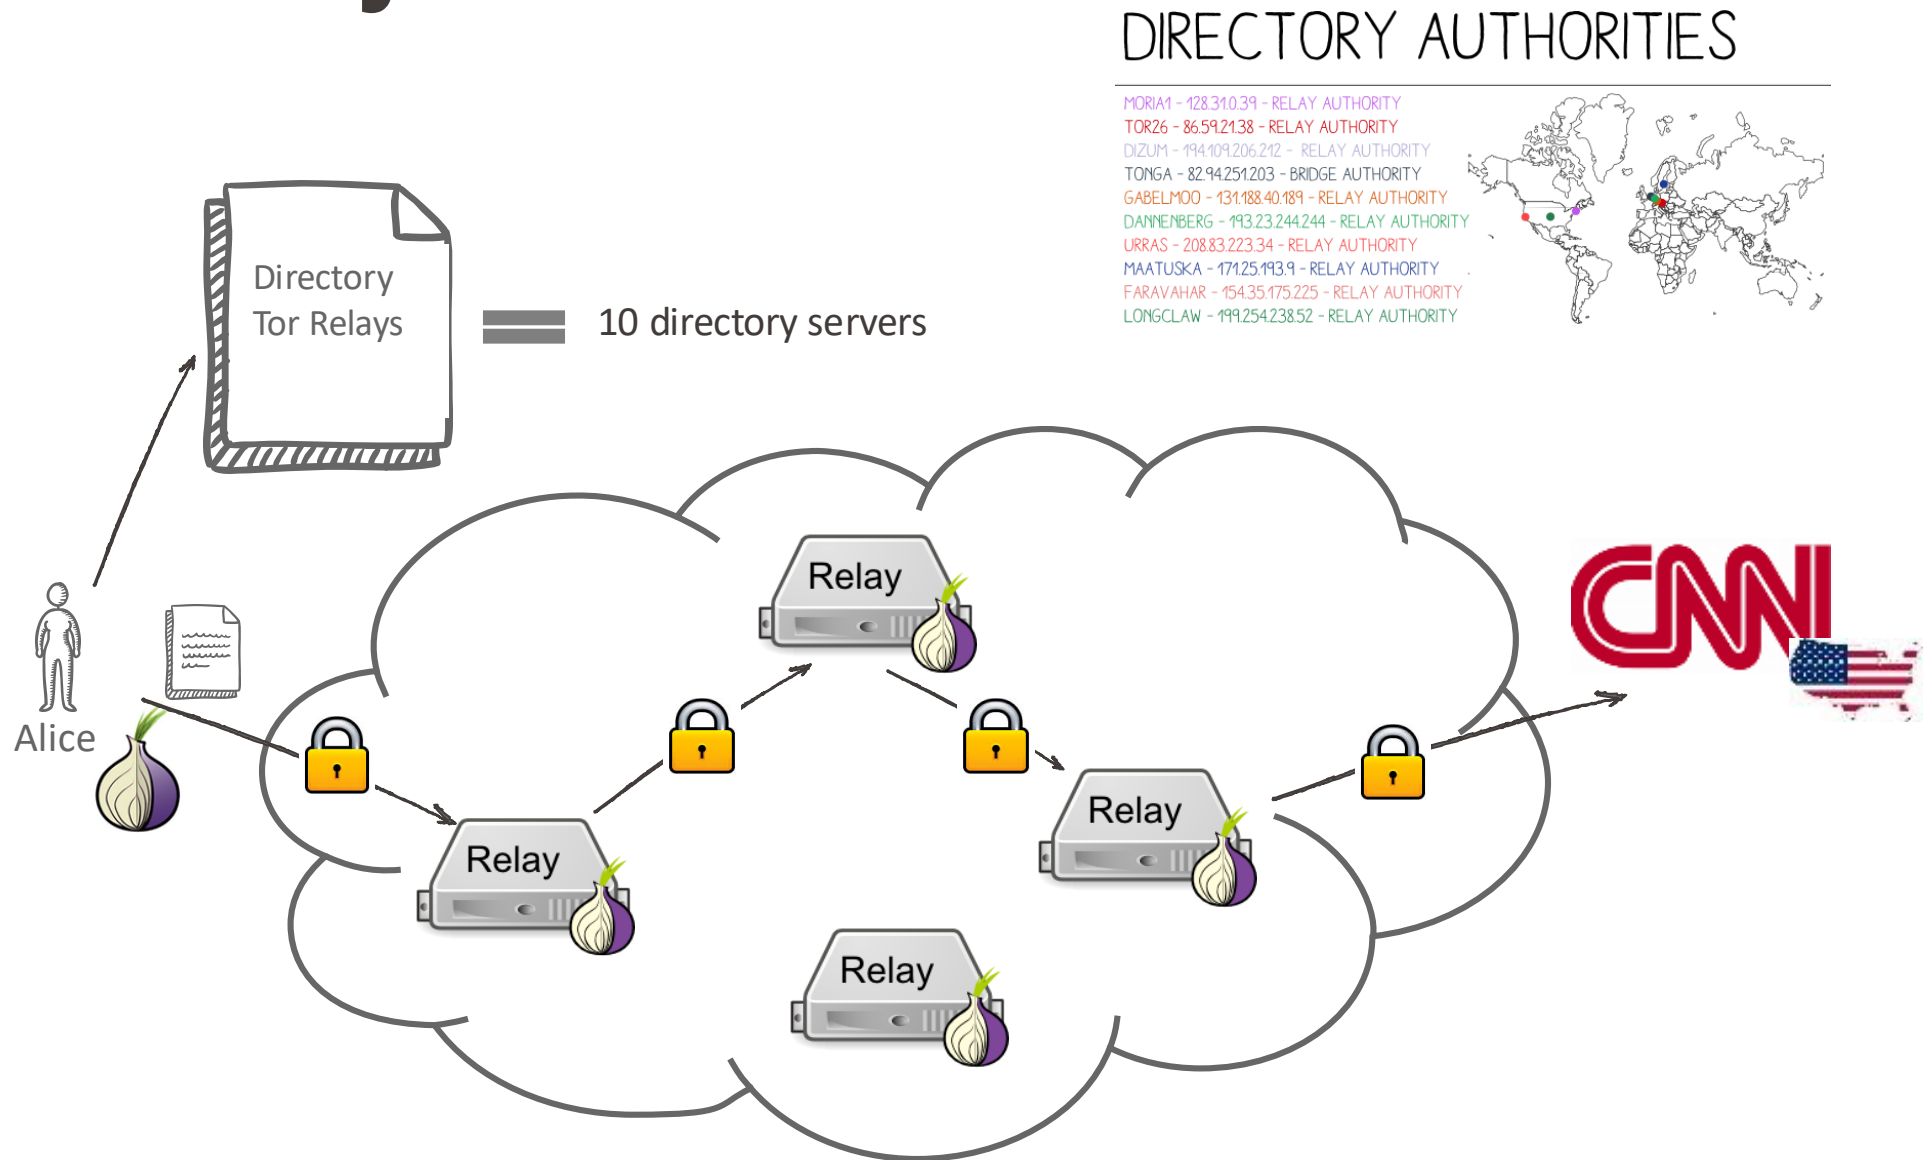 DIRECTORY AUTHORITIES
MORIA1 - 128.31.0.39 - RELAY AUTHORITY
TOR26 - 86.59.21.38 - RELAY AUTHORITY
DIZUM - 194.109.206.212 - RELAY AUTHORITY
TONGA - 82.94.251.203 - BRIDGE AUTHORITY
GABELMOO - 131.188.40.189 - RELAY AUTHORITY
DANNENBERG - 193.23.244.244 - RELAY AUTHORITY
URRAS - 208.83.223.34 - RELAY AUTHORITY
MAATUSKA - 171.25.193.9 - RELAY AUTHORITY
FARAVAHAR - 154.35.175.225 - RELAY AUTHORITY
LONGCLAW - 199.254.238.52 - RELAY AUTHORITY
Directory
Tor Relays
10 directory servers
Relay
CNN
Alice
Relay
Relay
Relay